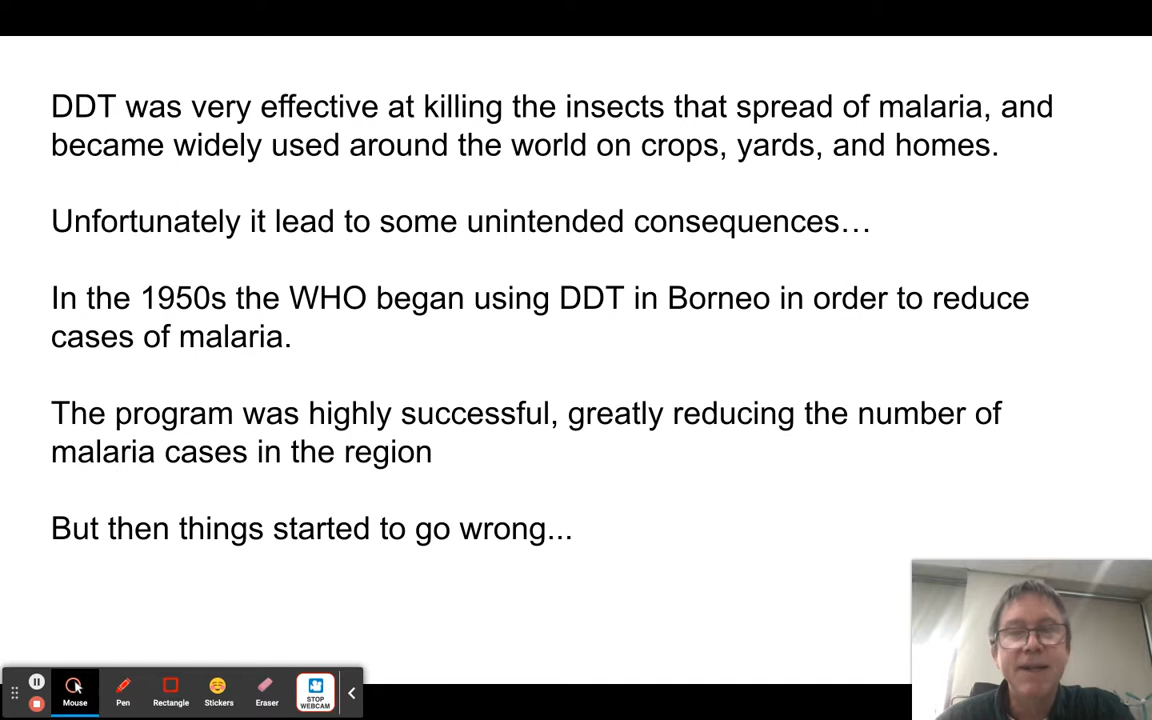 DDT was very effective at killing the insects that spread of malaria, and
became widely used around the world on crops, yards, and homes.
Unfortunately it lead to some unintended consequences…
In the 1950s the WHO began using DDT in Borneo in order to reduce
cases of malaria.
The program was highly successful, greatly reducing the number of
malaria cases in the region
But then things started to go wrong...
Mouse
Pen
Rectangle
Stickers
Eraser
STOP
WEBCAM